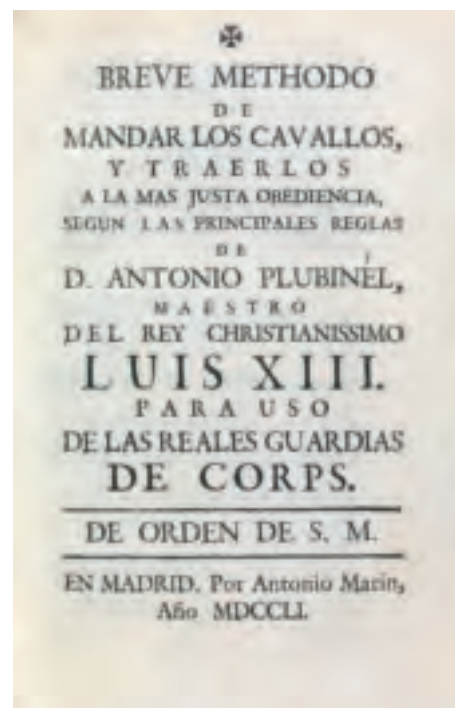 BREVE METHODO
DE
MANDAR LOS CAVALLOS,
Y TRAERLOS
A LA MAS JUSTA OBEDIENCIA,
SEGUN LAS PRINCIPALES REGLAS
DE
D. ANTONIO PLUBINÈL,
MAESTRO
DEL REY CHRISTIANISSIMO
LUIS XIII.
PARA USO
DE LAS REALES GUARDIAS
DE CORPS.
DE ORDEN DE S. M.
EN MADRID. Por Antonio Marin,
Año MDCCLI.